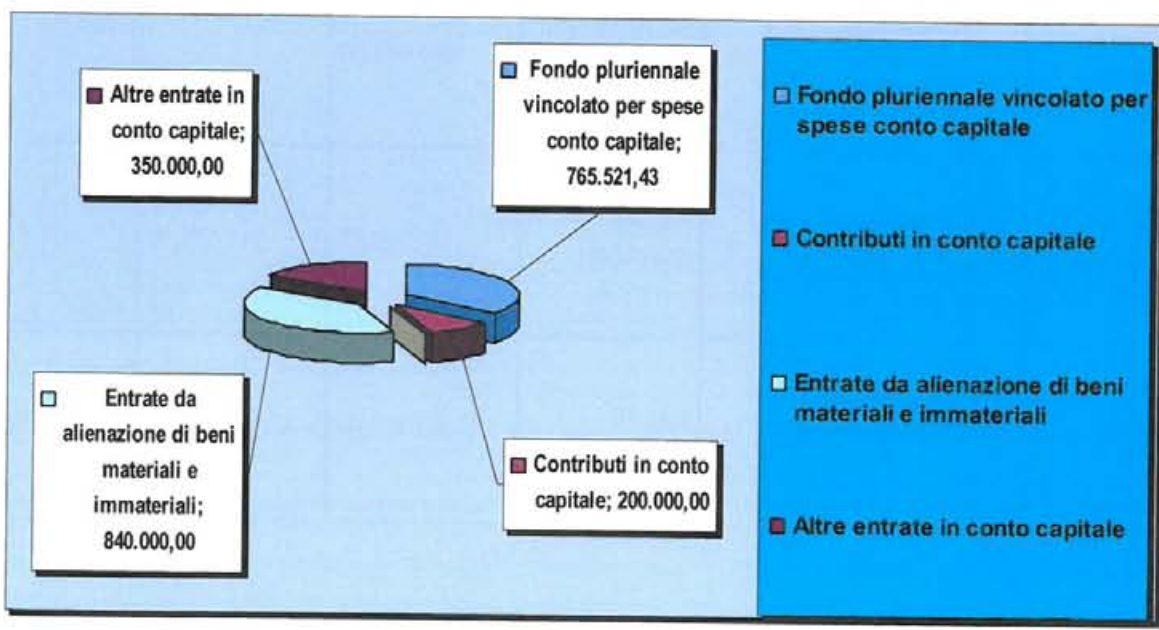 Altre entrate in
conto capitale;
350.000,00
Fondo pluriennale
vincolato per spese
conto capitale;
765.521,43
Entrate da
alienazione di beni
materiali e
immateriali;
840.000,00
Contributi in conto
capitale; 200.000,00
Fondo pluriennale vincolato per
spese conto capitale
Contributi in conto capitale
Entrate da alienazione di beni
materiali e immateriali
Altre entrate in conto capitale